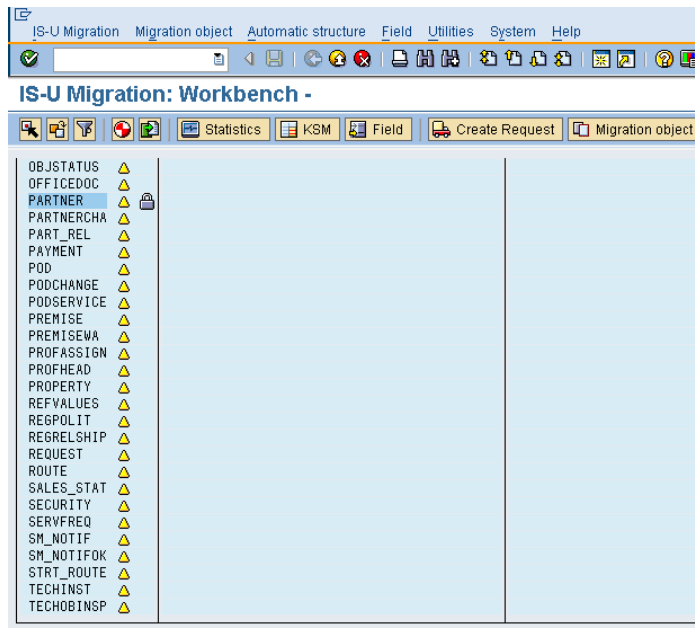 IS-U Migration Migration object Automatic structure Field Utilities System Help
IS-U Migration: Workbench -
Statistics KSM Field Create Request Migration object
OBJSTATUS
OFFICEDOC
PARTNER
PARTNERCHA
PART_REL
PAYMENT
POD
PODCHANGE
PODSERVICE
PREMISE
PREMISEWA
PROFASSIGN
PROFHEAD
PROPERTY
REFVALUES
REGPOLIT
REGRELSHIP
REQUEST
ROUTE
SALES_STAT
SECURITY
SERVFREQ
SM_NOTIF
SM_NOTIFOK
STRT_ROUTE
TECHINST
TECHOBINSP